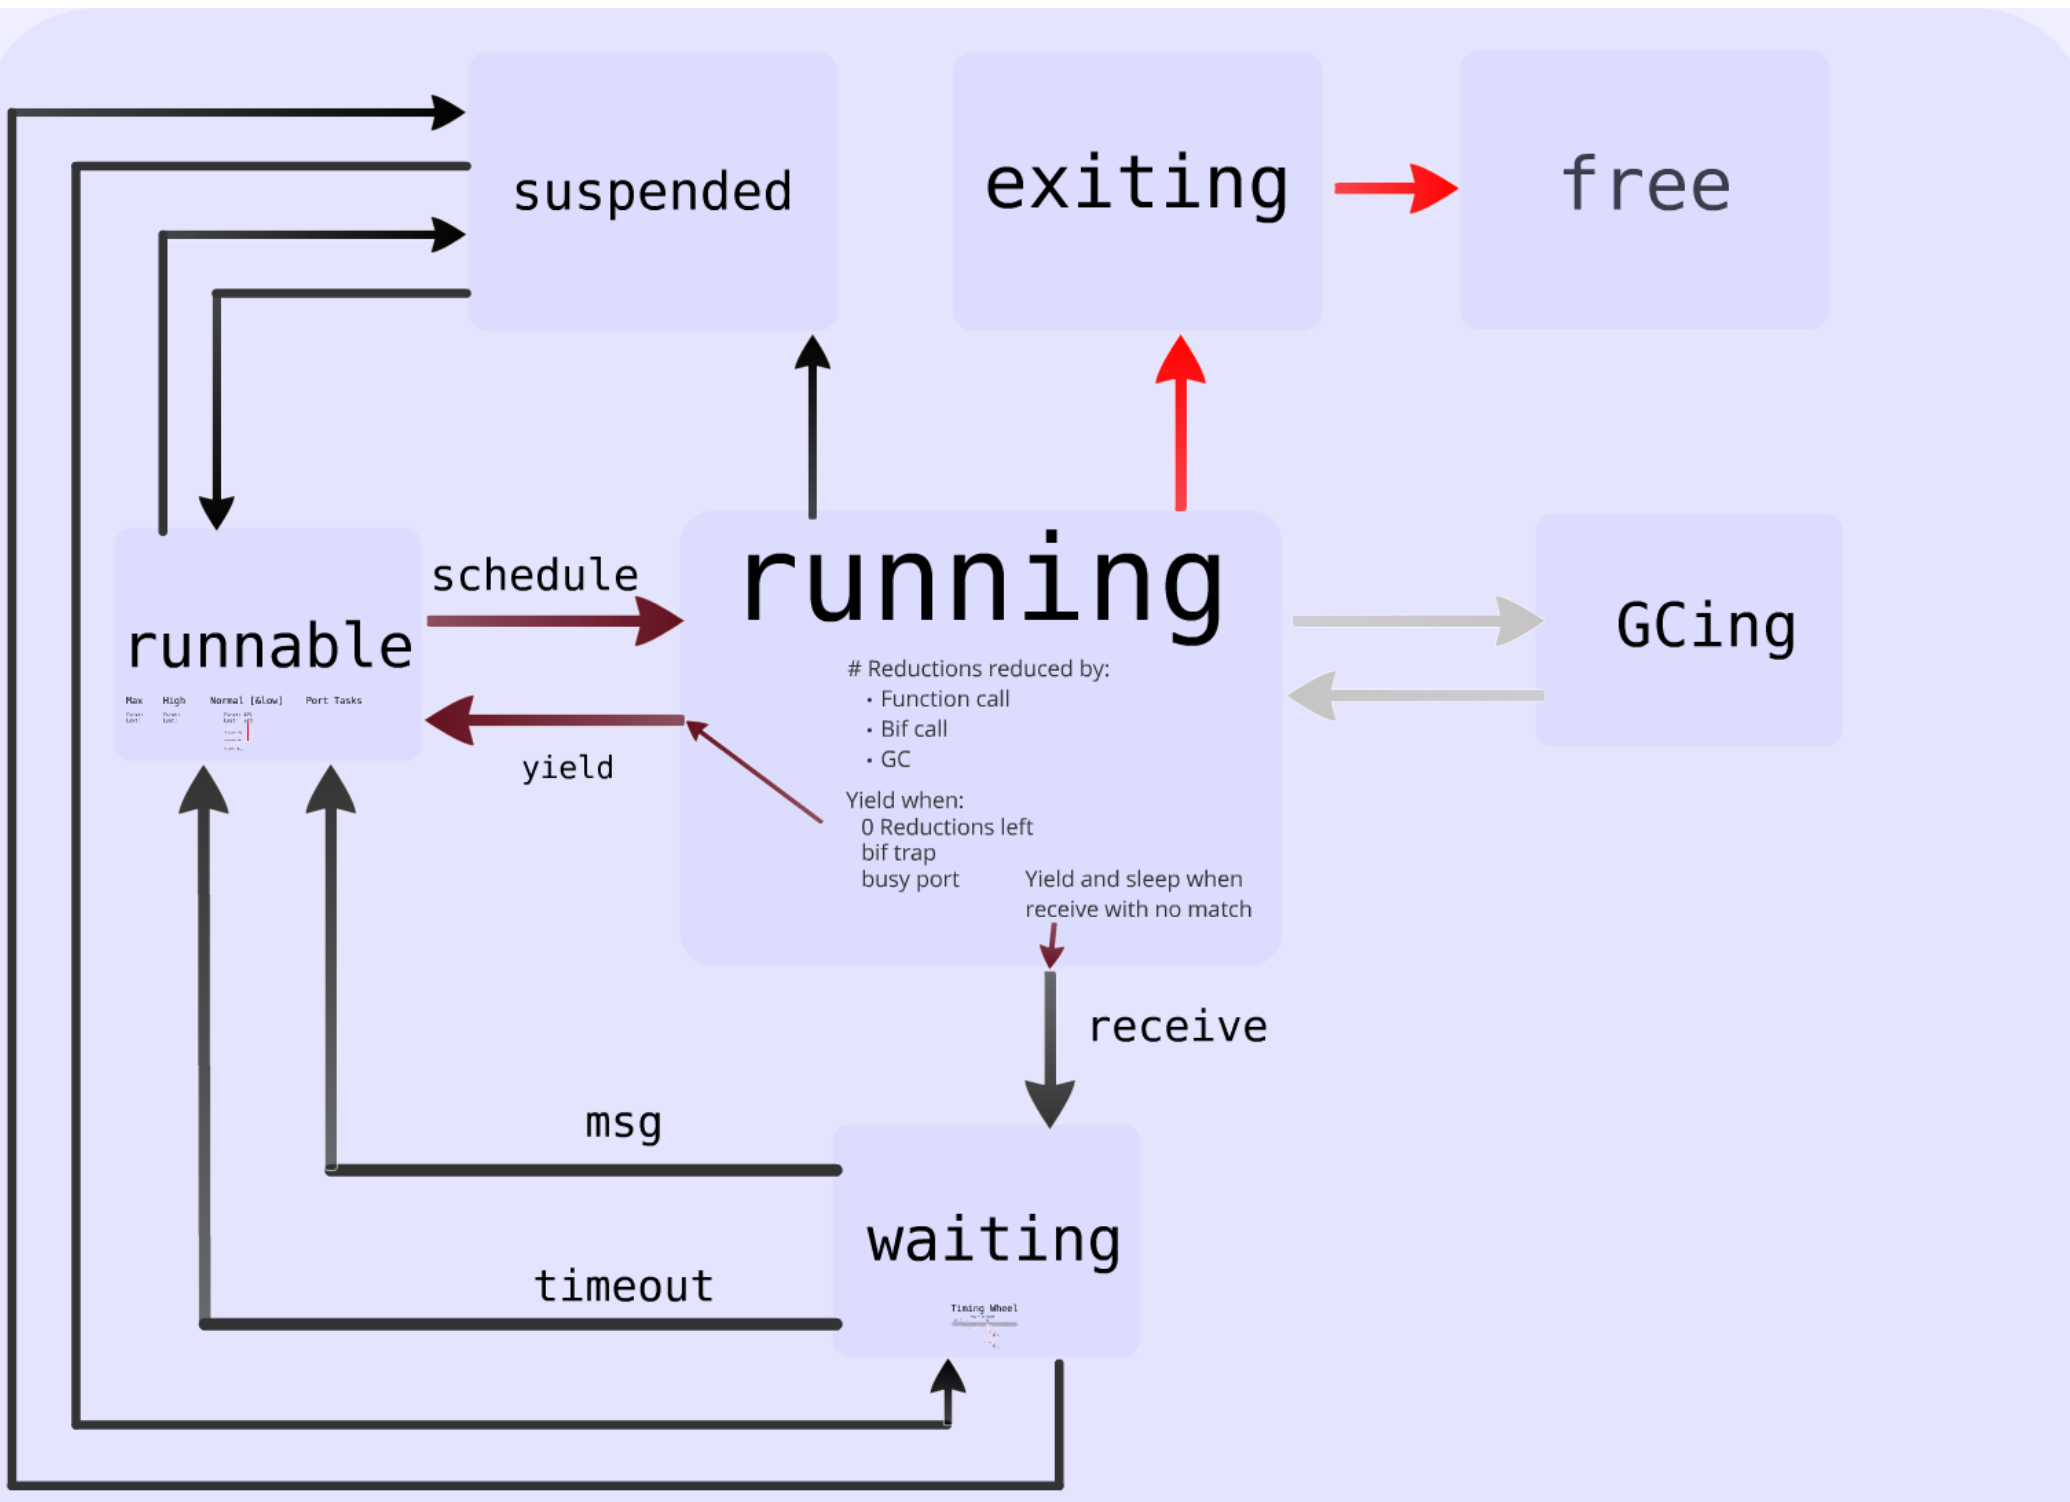 suspended
exiting
free
schedule
running
GCing
runnable
# Reductions reduced by:
• Function call
• Bif call
• GC
Max High Normal [&low] Port Tasks
yield
Yield when:
0 Reductions left
bif trap
busy port
Yield and sleep when
receive with no match
receive
msg
waiting
timeout
Timing Wheel